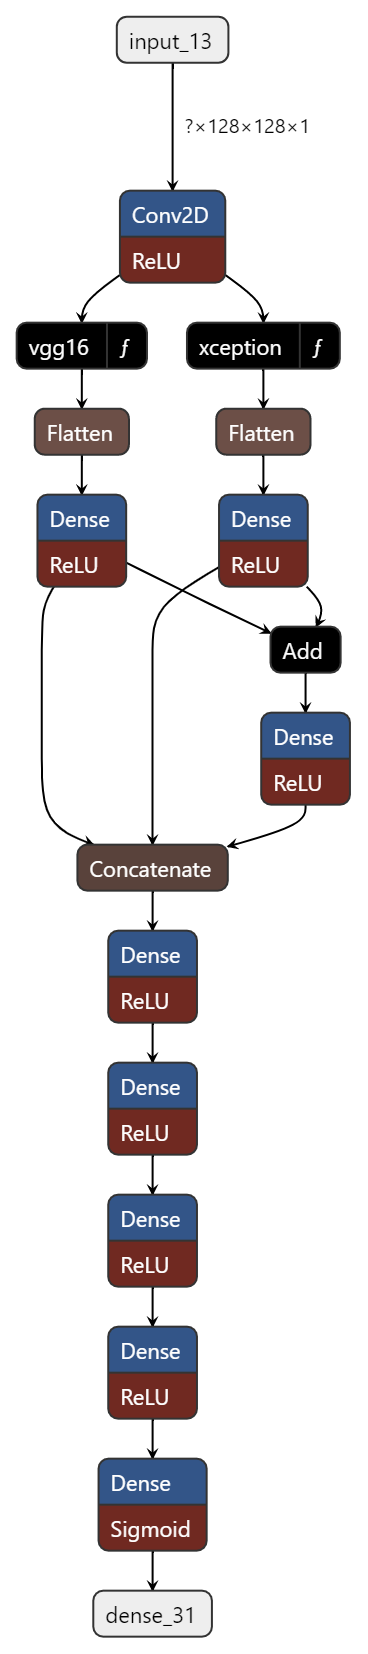 input_13
?×128×128×1
Conv2D
ReLU
vgg16 ƒ
xception ƒ
Flatten
Flatten
Dense
ReLU
Dense
ReLU
Add
Dense
ReLU
Concatenate
Dense
ReLU
Dense
ReLU
Dense
ReLU
Dense
ReLU
Dense
Sigmoid
dense_31